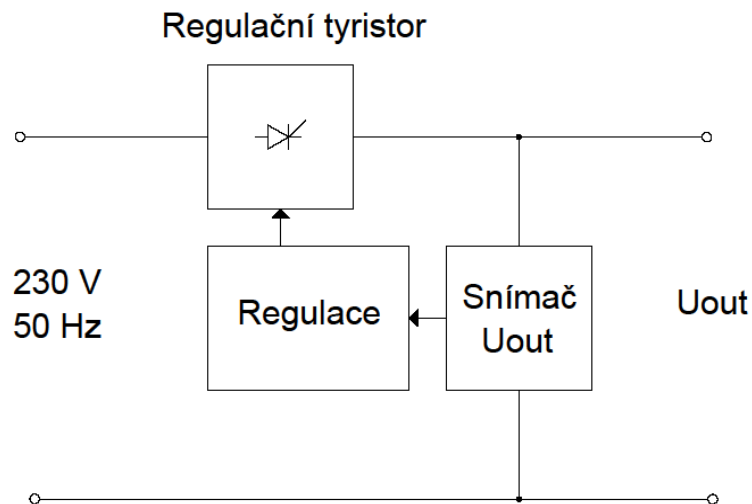 Regulační tyristor
230 V
50 Hz
Regulace
Snímač
Uout
Uout